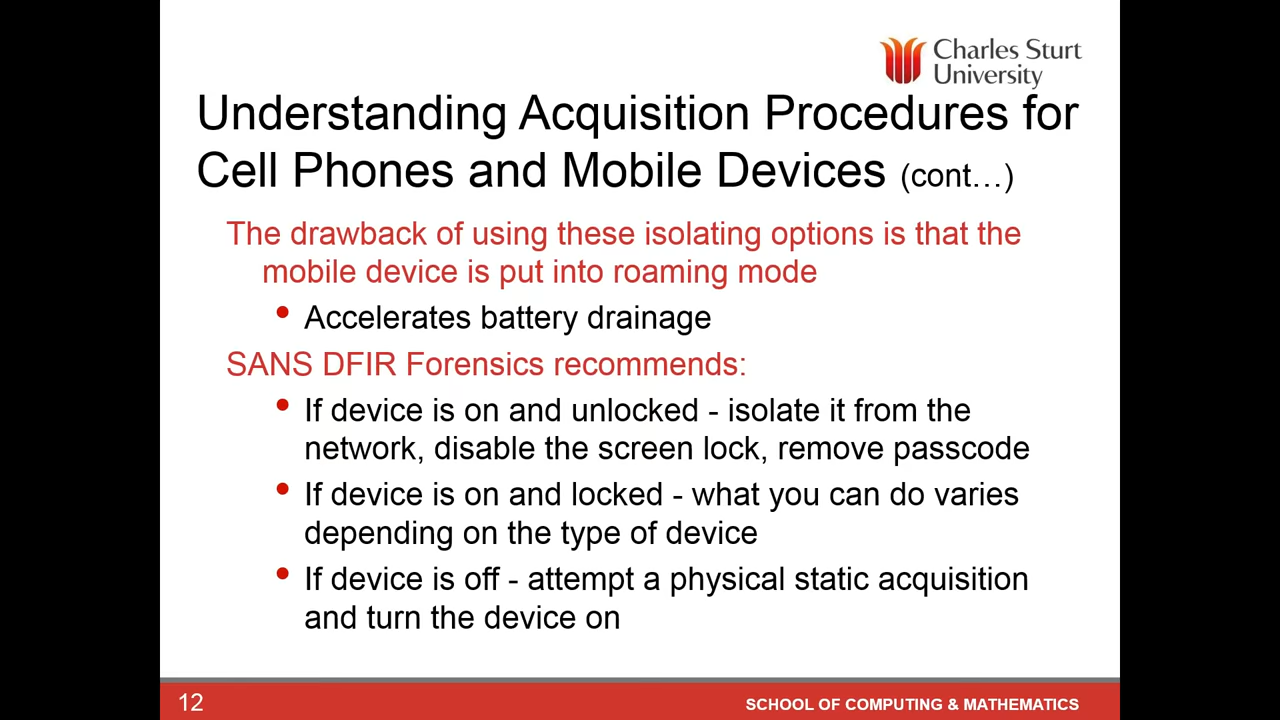 Charles Sturt
University
Understanding Acquisition Procedures for
Cell Phones and Mobile Devices (cont…)
The drawback of using these isolating options is that the
mobile device is put into roaming mode
• Accelerates battery drainage
SANS DFIR Forensics recommends:
• If device is on and unlocked - isolate it from the
network, disable the screen lock, remove passcode
• If device is on and locked - what you can do varies
depending on the type of device
• If device is off - attempt a physical static acquisition
and turn the device on
12
SCHOOL OF COMPUTING & MATHEMATICS